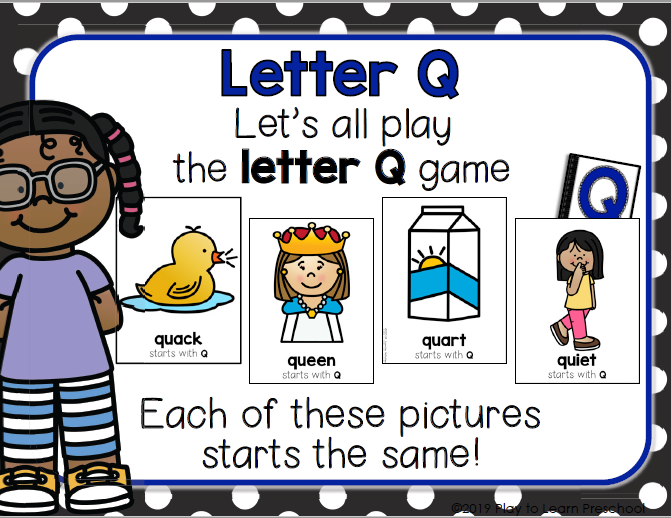 Letter Q
Let's all play
the letter Q game
Q
quack
starts with Q
queen
starts with Q
quart
starts with Q
quiet
starts with Q
Each of these pictures
starts the same!
©2019 Play to Learn Preschool